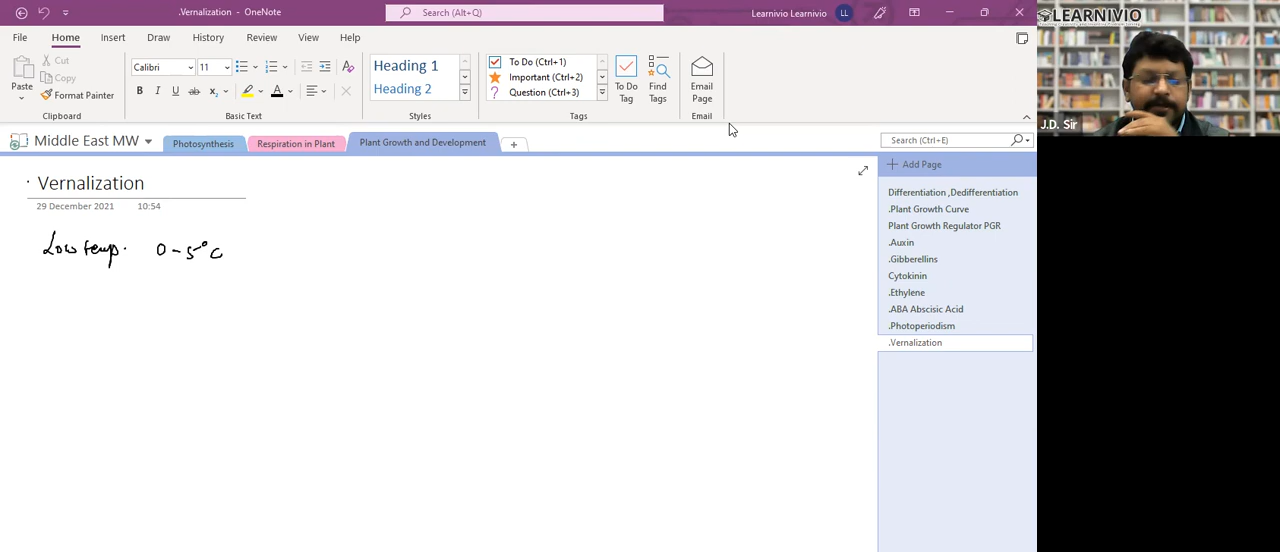 .Vernalization - OneNote
Search (Alt+Q)
Learnivio Learnivio
LL
File Home Insert Draw History Review View Help
Paste
Cut
Copy
Format Painter
Clipboard
Calibri 11
B I U ab x₂ A
Basic Text
Heading 1
Heading 2
Styles
To Do (Ctrl+1)
Important (Ctrl+2)
Question (Ctrl+3)
To Do Tag
Find Tags
Tags
Email Page
Email
Middle East MW
Photosynthesis
Respiration in Plant
Plant Growth and Development
Search (Ctrl+E)
Vernalization
29 December 2021 10:54
Low temp. 0 - 5°C
Add Page
Differentiation ,Dedifferentiation
.Plant Growth Curve
Plant Growth Regulator PGR
.Auxin
.Gibberellins
Cytokinin
.Ethylene
.ABA Abscisic Acid
.Photoperiodism
.Vernalization
LEARNIVIO
J.D. Sir